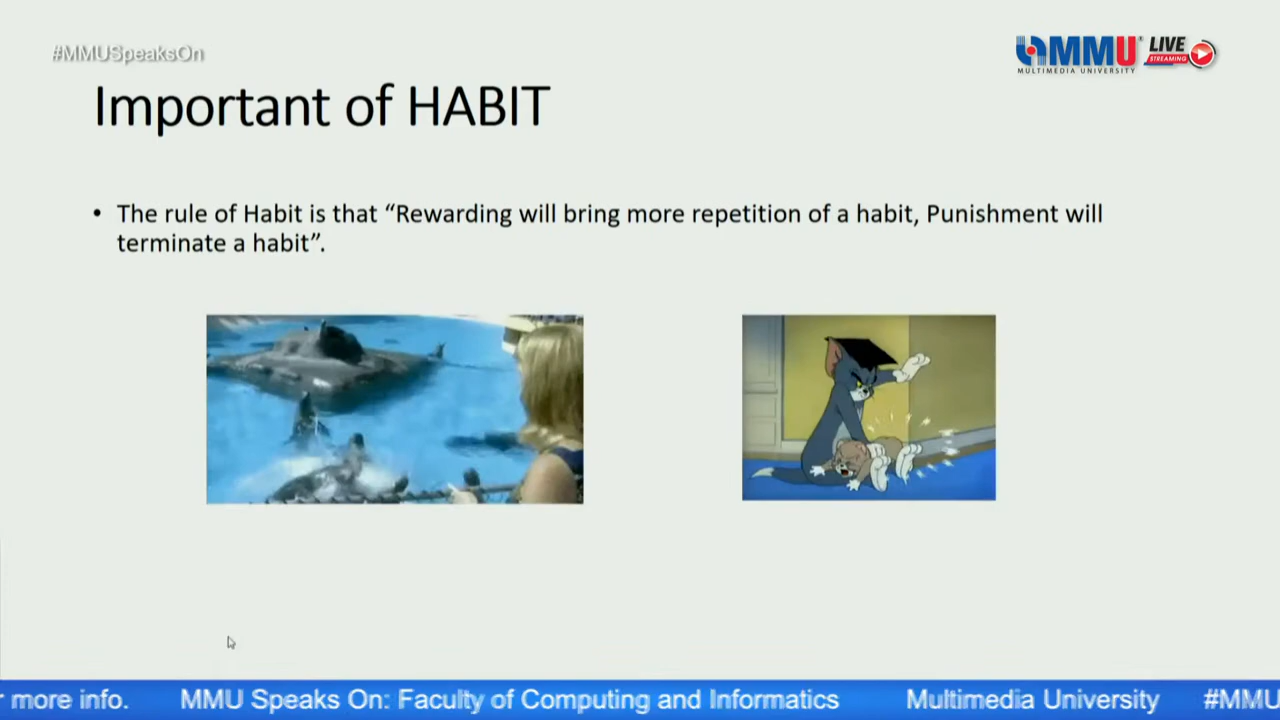 #MMUSpeaksOn
MMU LIVE
STREAMING
MULTIMEDIA UNIVERSITY
Important of HABIT
• The rule of Habit is that “Rewarding will bring more repetition of a habit, Punishment will
terminate a habit”.
r more info. MMU Speaks On: Faculty of Computing and Informatics Multimedia University #MMU